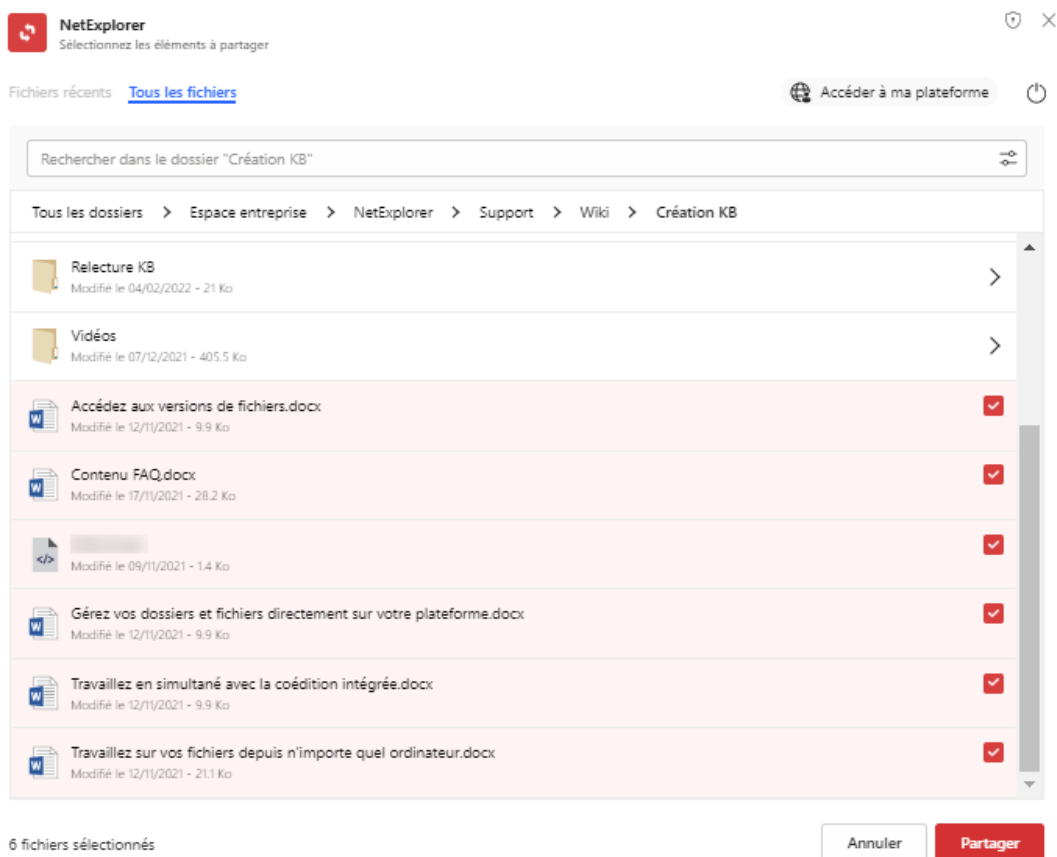 NetExplorer
Sélectionnez les éléments à partager
Fichiers récents Tous les fichiers Accéder à ma plateforme
Rechercher dans le dossier "Création KB"
Tous les dossiers > Espace entreprise > NetExplorer > Support > Wiki > Création KB
Relecture KB
Modifié le 04/02/2022 - 21 Ko
Vidéos
Modifié le 07/12/2021 - 405.5 Ko
Accédez aux versions de fichiers.docx
Modifié le 12/11/2021 - 9.9 Ko
Contenu FAQ.docx
Modifié le 17/11/2021 - 28.2 Ko
Modifié le 09/11/2021 - 1.4 Ko
Gérez vos dossiers et fichiers directement sur votre plateforme.docx
Modifié le 12/11/2021 - 9.9 Ko
Travaillez en simultané avec la coédition intégrée.docx
Modifié le 12/11/2021 - 9.9 Ko
Travaillez sur vos fichiers depuis n'importe quel ordinateur.docx
Modifié le 12/11/2021 - 21.1 Ko
6 fichiers sélectionnés Annuler Partager